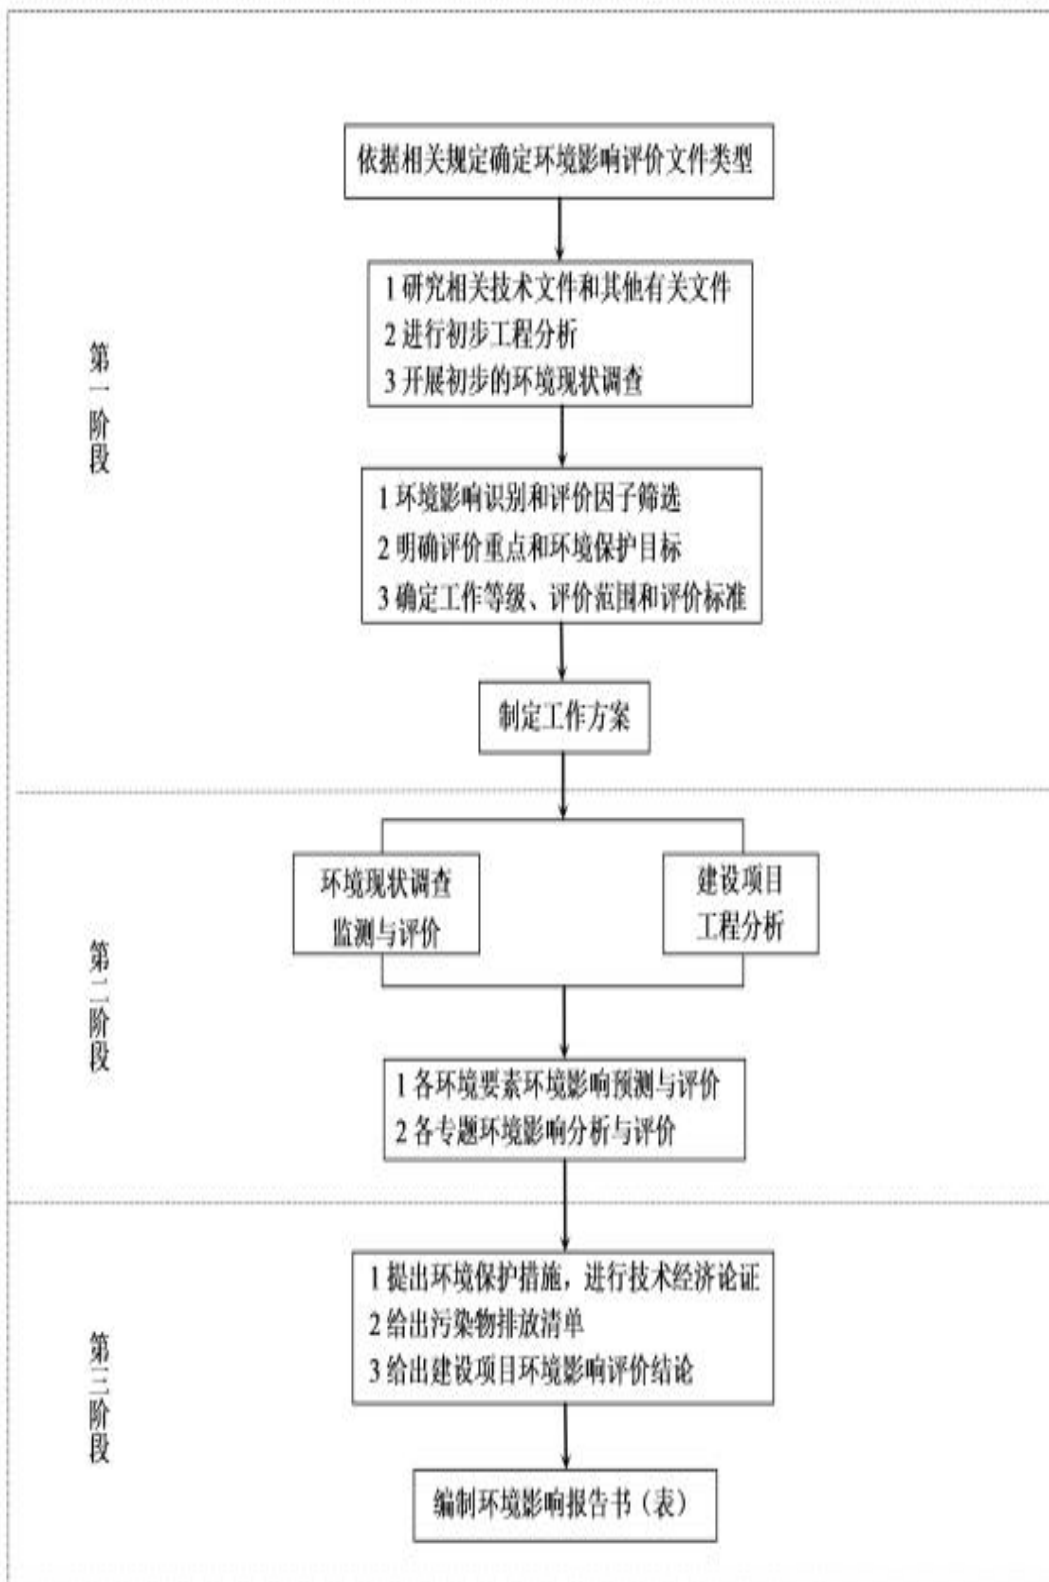 依据相关规定确定环境影响评价文件类型
1 研究相关技术文件和其他有关文件
2 进行初步工程分析
3 开展初步的环境现状调查
第一阶段
1 环境影响识别和评价因子筛选
2 明确评价重点和环境保护目标
3 确定工作等级、评价范围和评价标准
制定工作方案
环境现状调查
监测与评价
建设项目
工程分析
第二阶段
1 各环境要素环境影响预测与评价
2 各专题环境影响分析与评价
1 提出环境保护措施，进行技术经济论证
2 给出污染物排放清单
3 给出建设项目环境影响评价结论
第三阶段
编制环境影响报告书（表）